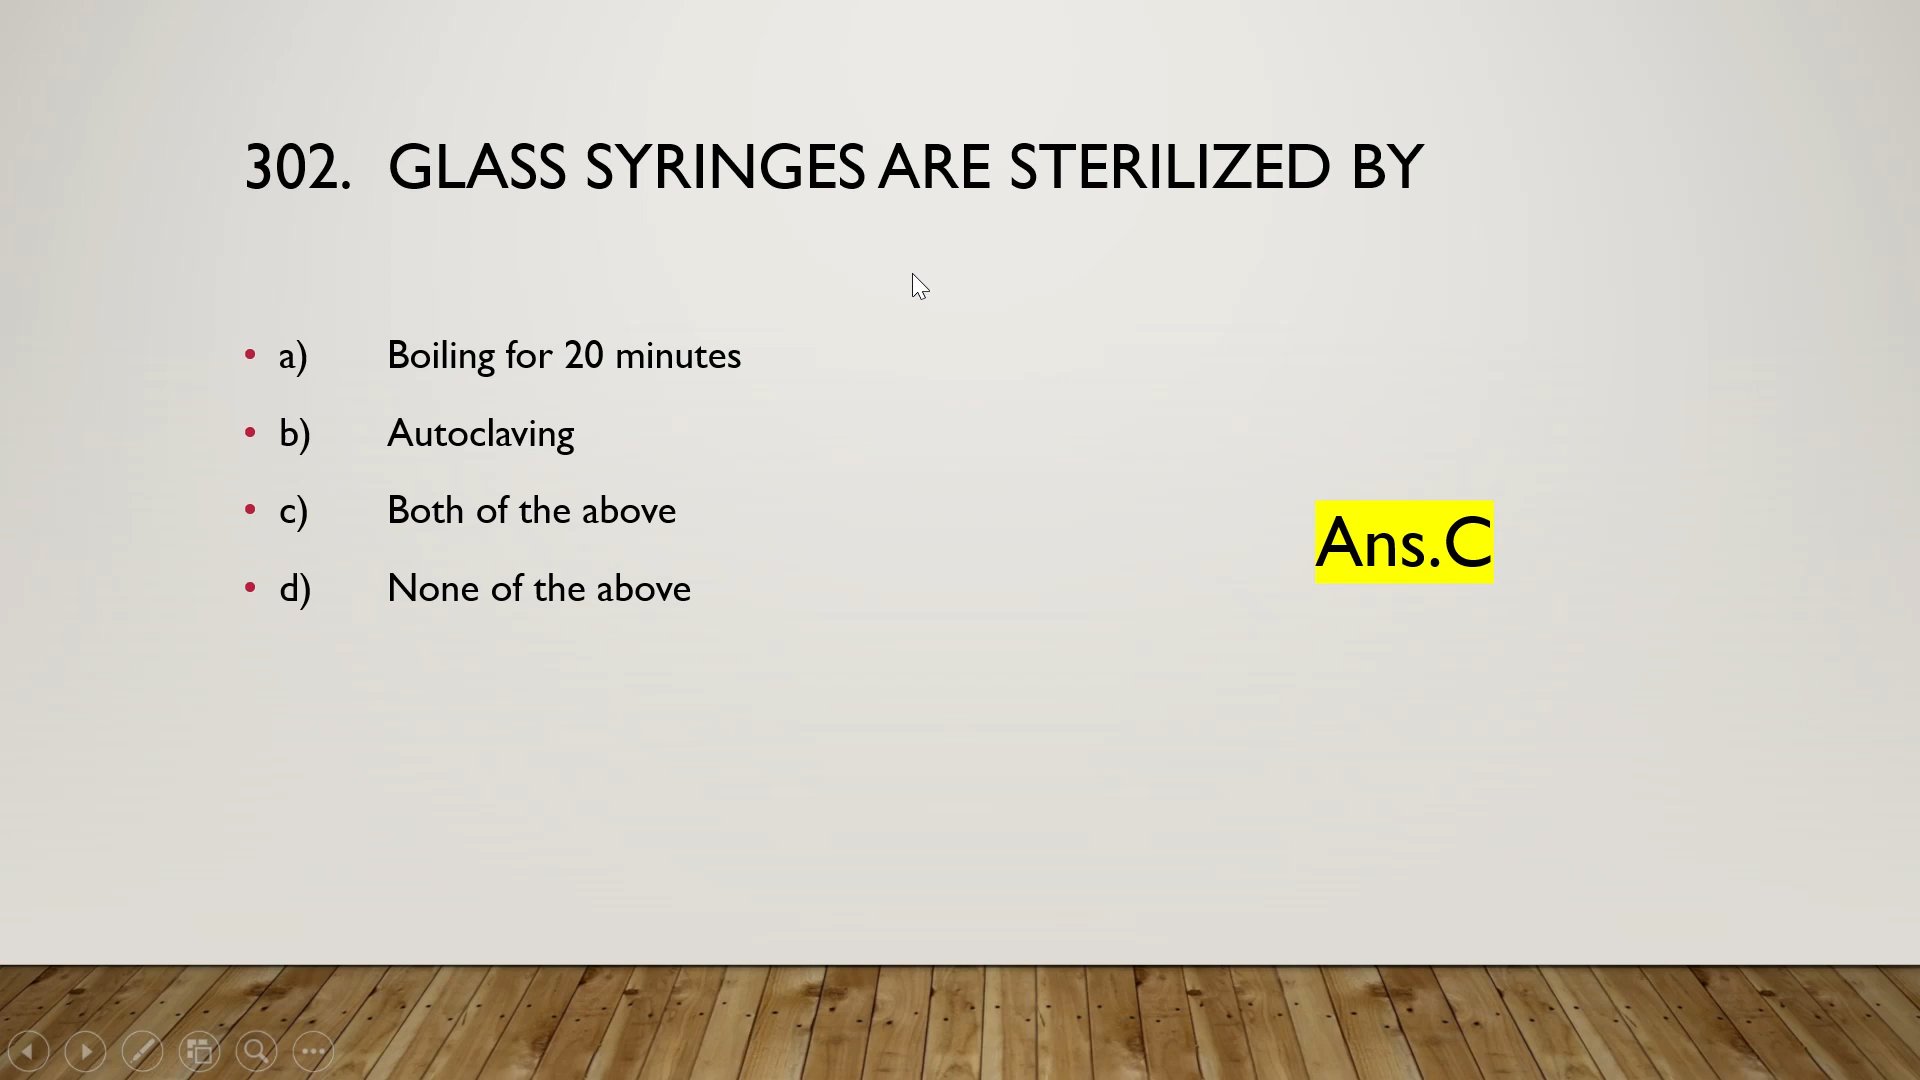 302. GLASS SYRINGES ARE STERILIZED BY
• a) Boiling for 20 minutes
• b) Autoclaving
• c) Both of the above
• d) None of the above
Ans.C